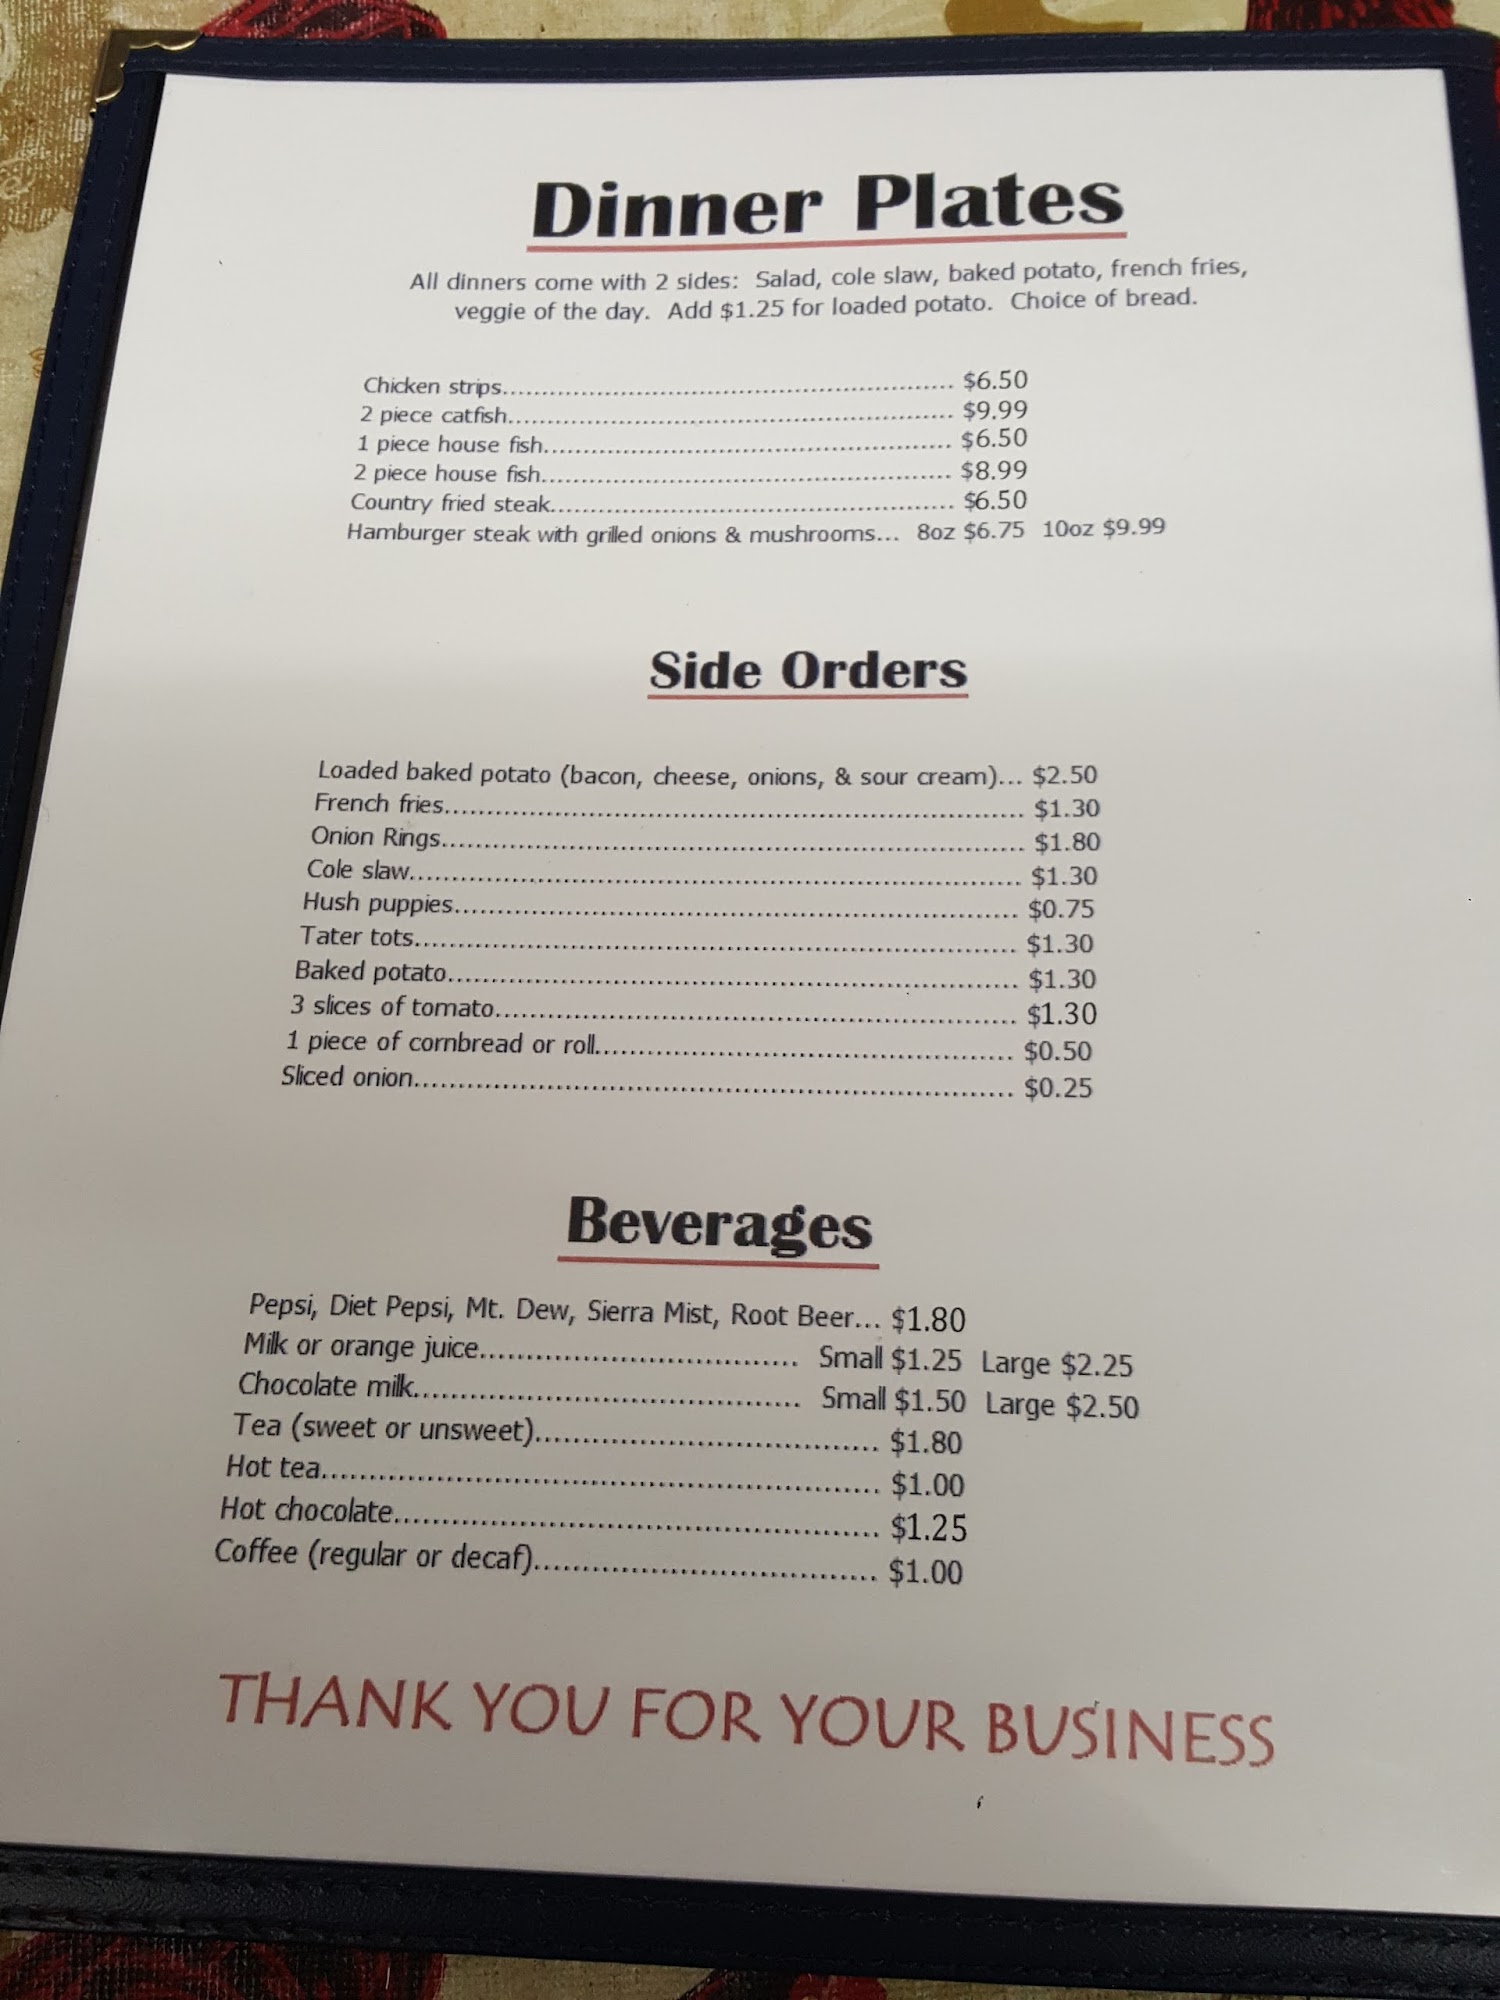 Dinner Plates
All dinners come with 2 sides: Salad, cole slaw, baked potato, french fries,
veggie of the day. Add $1.25 for loaded potato. Choice of bread.
Chicken strips................................................................ $6.50
2 piece catfish............................................................... $9.99
1 piece house fish.......................................................... $6.50
2 piece house fish.......................................................... $8.99
Country fried steak......................................................... $6.50
Hamburger steak with grilled onions & mushrooms... 8oz $6.75 10oz $9.99
Side Orders
Loaded baked potato (bacon, cheese, onions, & sour cream)... $2.50
French fries...................................................................... $1.30
Onion Rings...................................................................... $1.80
Cole slaw.......................................................................... $1.30
Hush puppies.................................................................... $0.75
Tater tots.......................................................................... $1.30
Baked potato..................................................................... $1.30
3 slices of tomato.............................................................. $1.30
1 piece of cornbread or roll................................................. $0.50
Sliced onion....................................................................... $0.25
Beverages
Pepsi, Diet Pepsi, Mt. Dew, Sierra Mist, Root Beer... $1.80
Milk or orange juice.................................. Small $1.25 Large $2.25
Chocolate milk......................................... Small $1.50 Large $2.50
Tea (sweet or unsweet).................................... $1.80
Hot tea........................................................... $1.00
Hot chocolate.................................................. $1.25
Coffee (regular or decaf).................................... $1.00
THANK YOU FOR YOUR BUSINESS